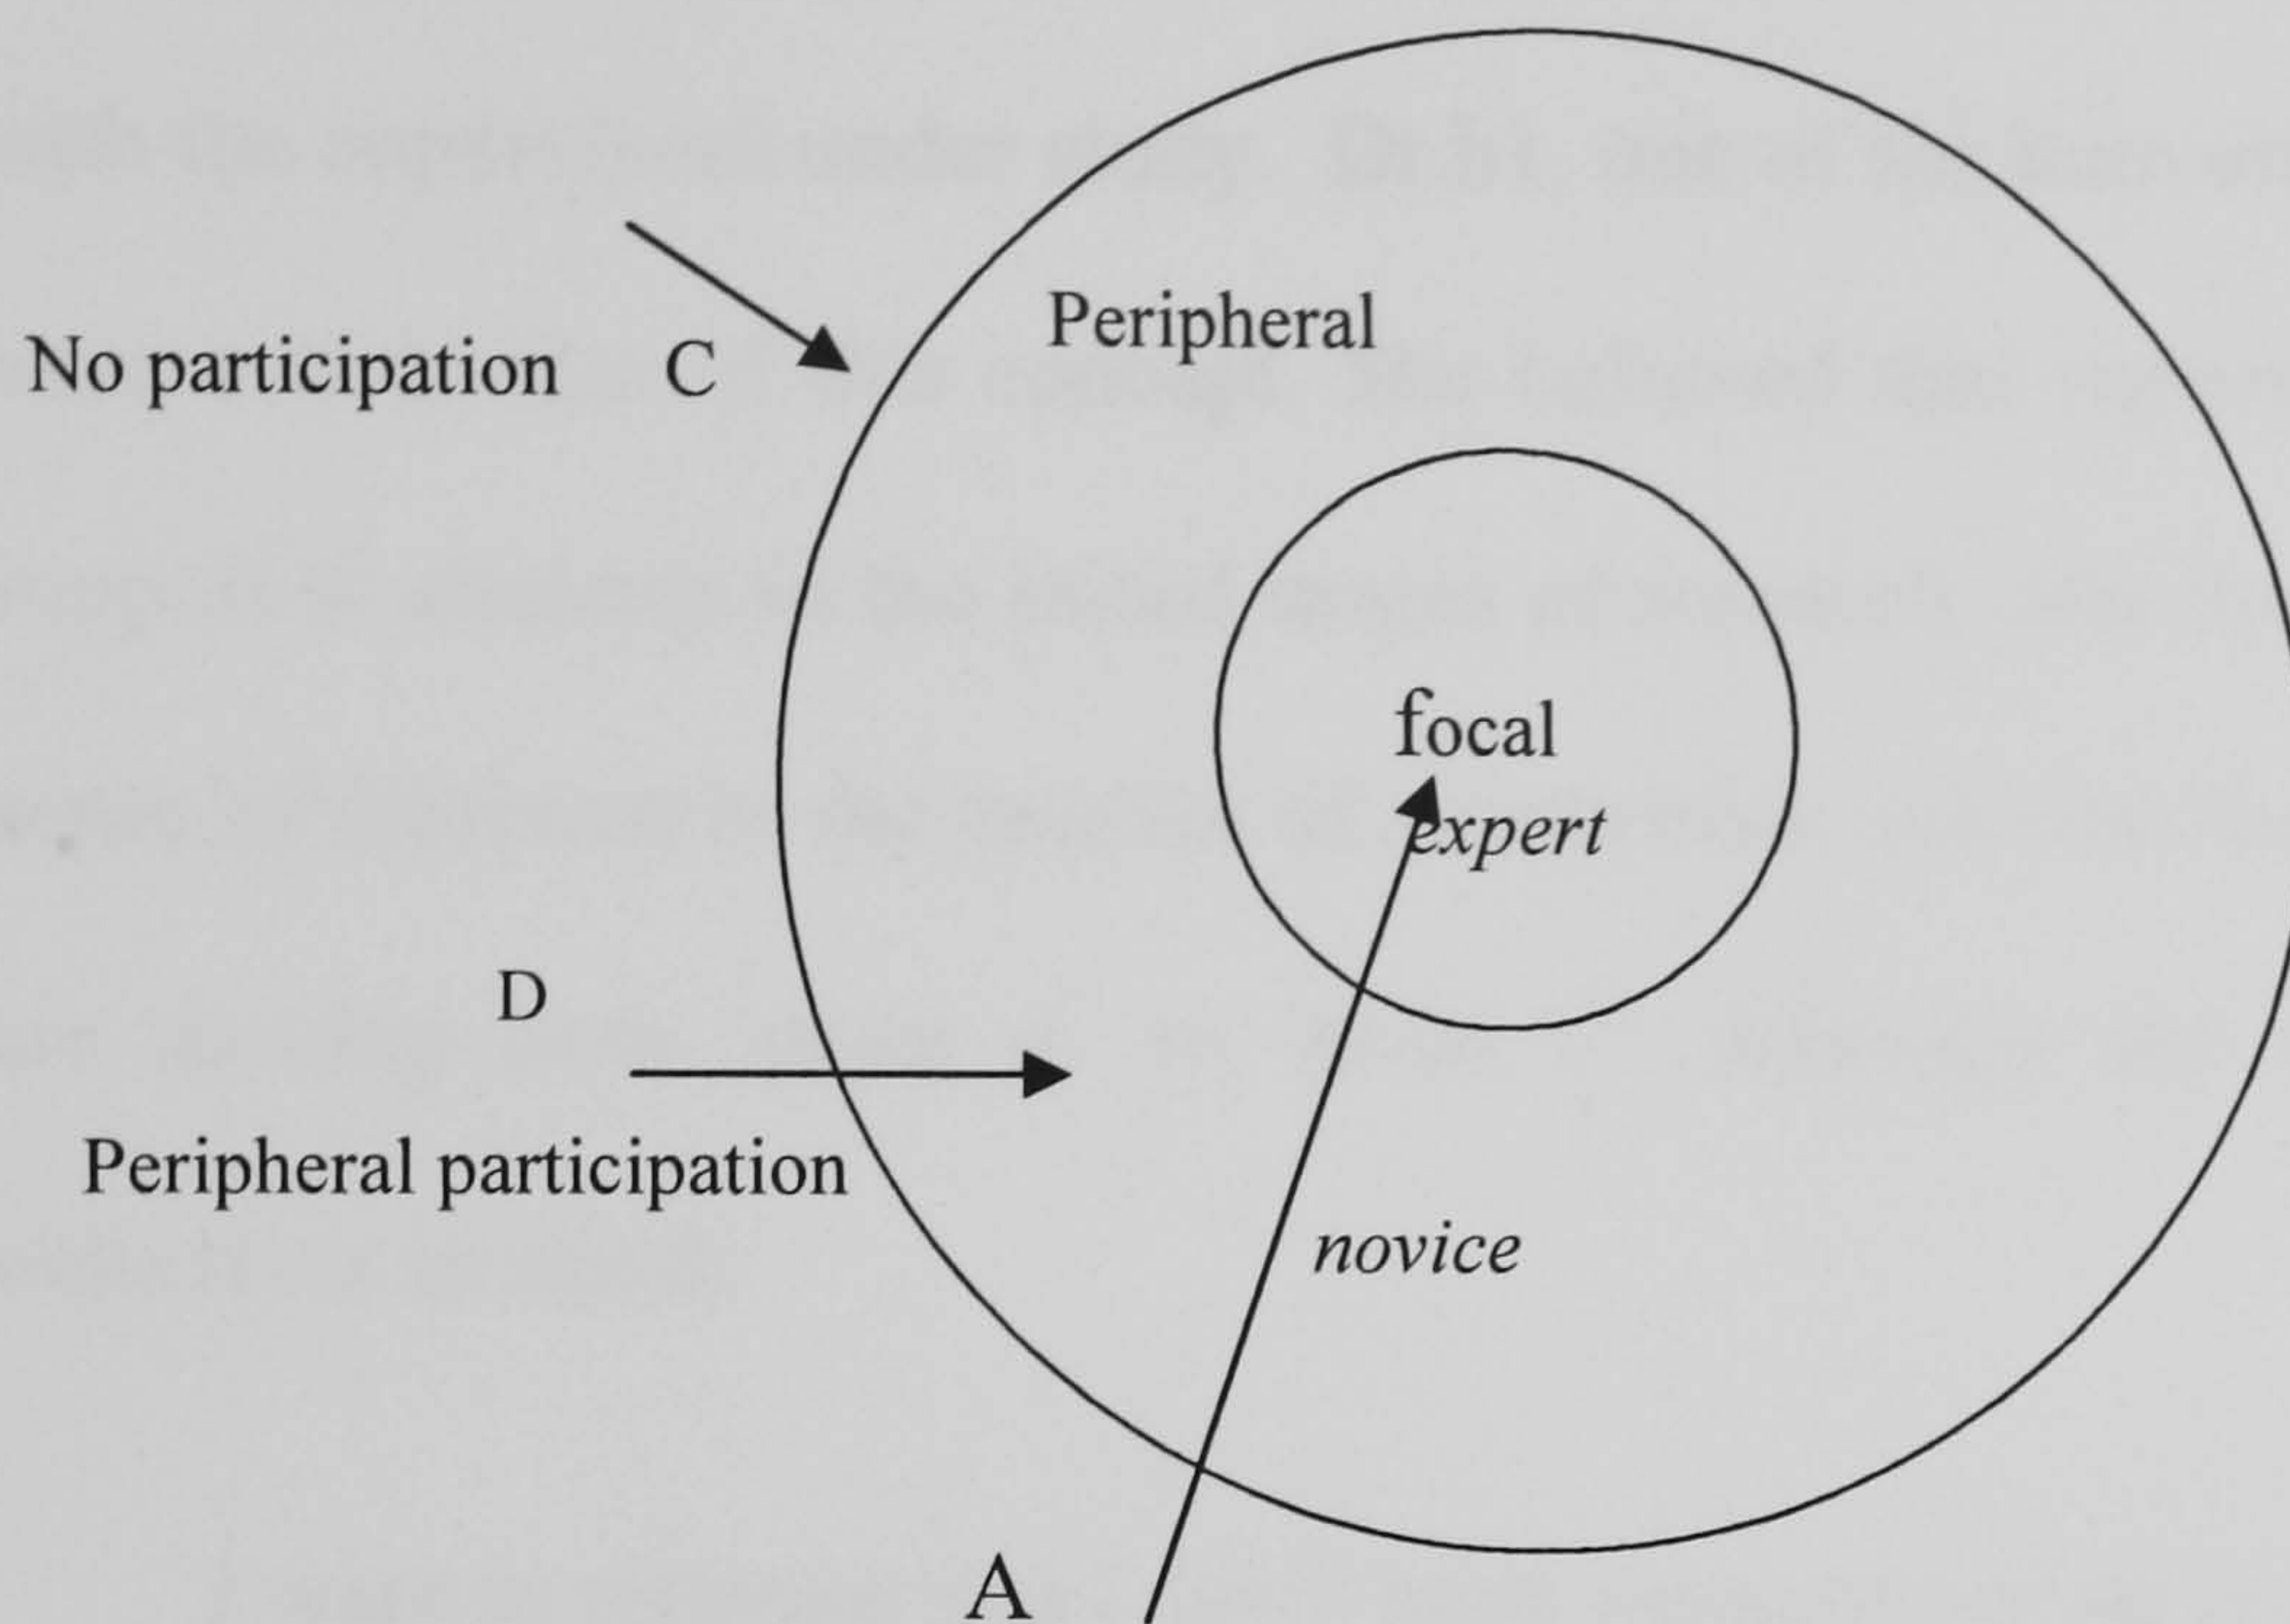 Peripheral
No participation C
focal
expert
D
Peripheral participation
novice
A